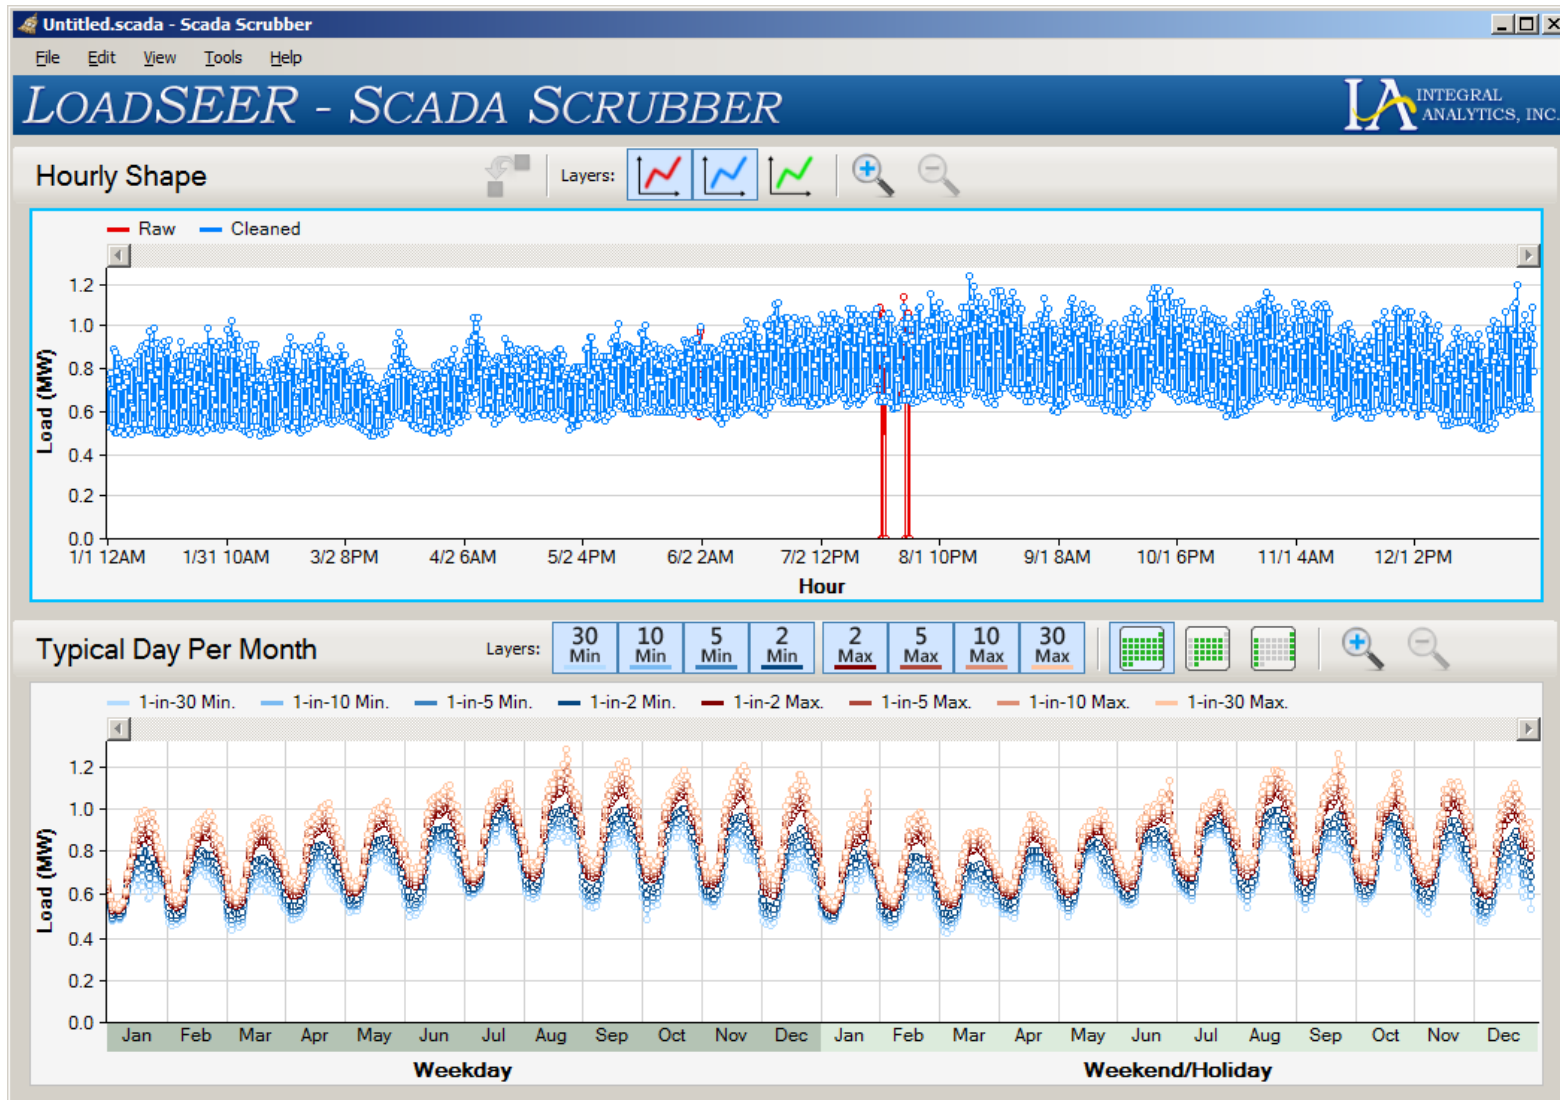 Untitled.scada - Scada Scrubber
File Edit View Tools Help
LOADSEER - SCADA SCRUBBER
INTEGRAL
ANALYTICS, INC.
Hourly Shape
Layers:
Raw Cleaned
1.2
1.0
0.8
0.6
0.4
0.2
0.0
Load (MW)
1/1 12AM 1/31 10AM 3/2 8PM 4/2 6AM 5/2 4PM 6/2 2AM 7/2 12PM 8/1 10PM 9/1 8AM 10/1 6PM 11/1 4AM 12/1 2PM
Hour
Typical Day Per Month
Layers:
30 Min 10 Min 5 Min 2 Min 2 Max 5 Max 10 Max 30 Max
1-in-30 Min. 1-in-10 Min. 1-in-5 Min. 1-in-2 Min. 1-in-2 Max. 1-in-5 Max. 1-in-10 Max. 1-in-30 Max.
1.2
1.0
0.8
0.6
0.4
0.2
0.0
Load (MW)
Jan Feb Mar Apr May Jun Jul Aug Sep Oct Nov Dec Jan Feb Mar Apr May Jun Jul Aug Sep Oct Nov Dec
Weekday Weekend/Holiday